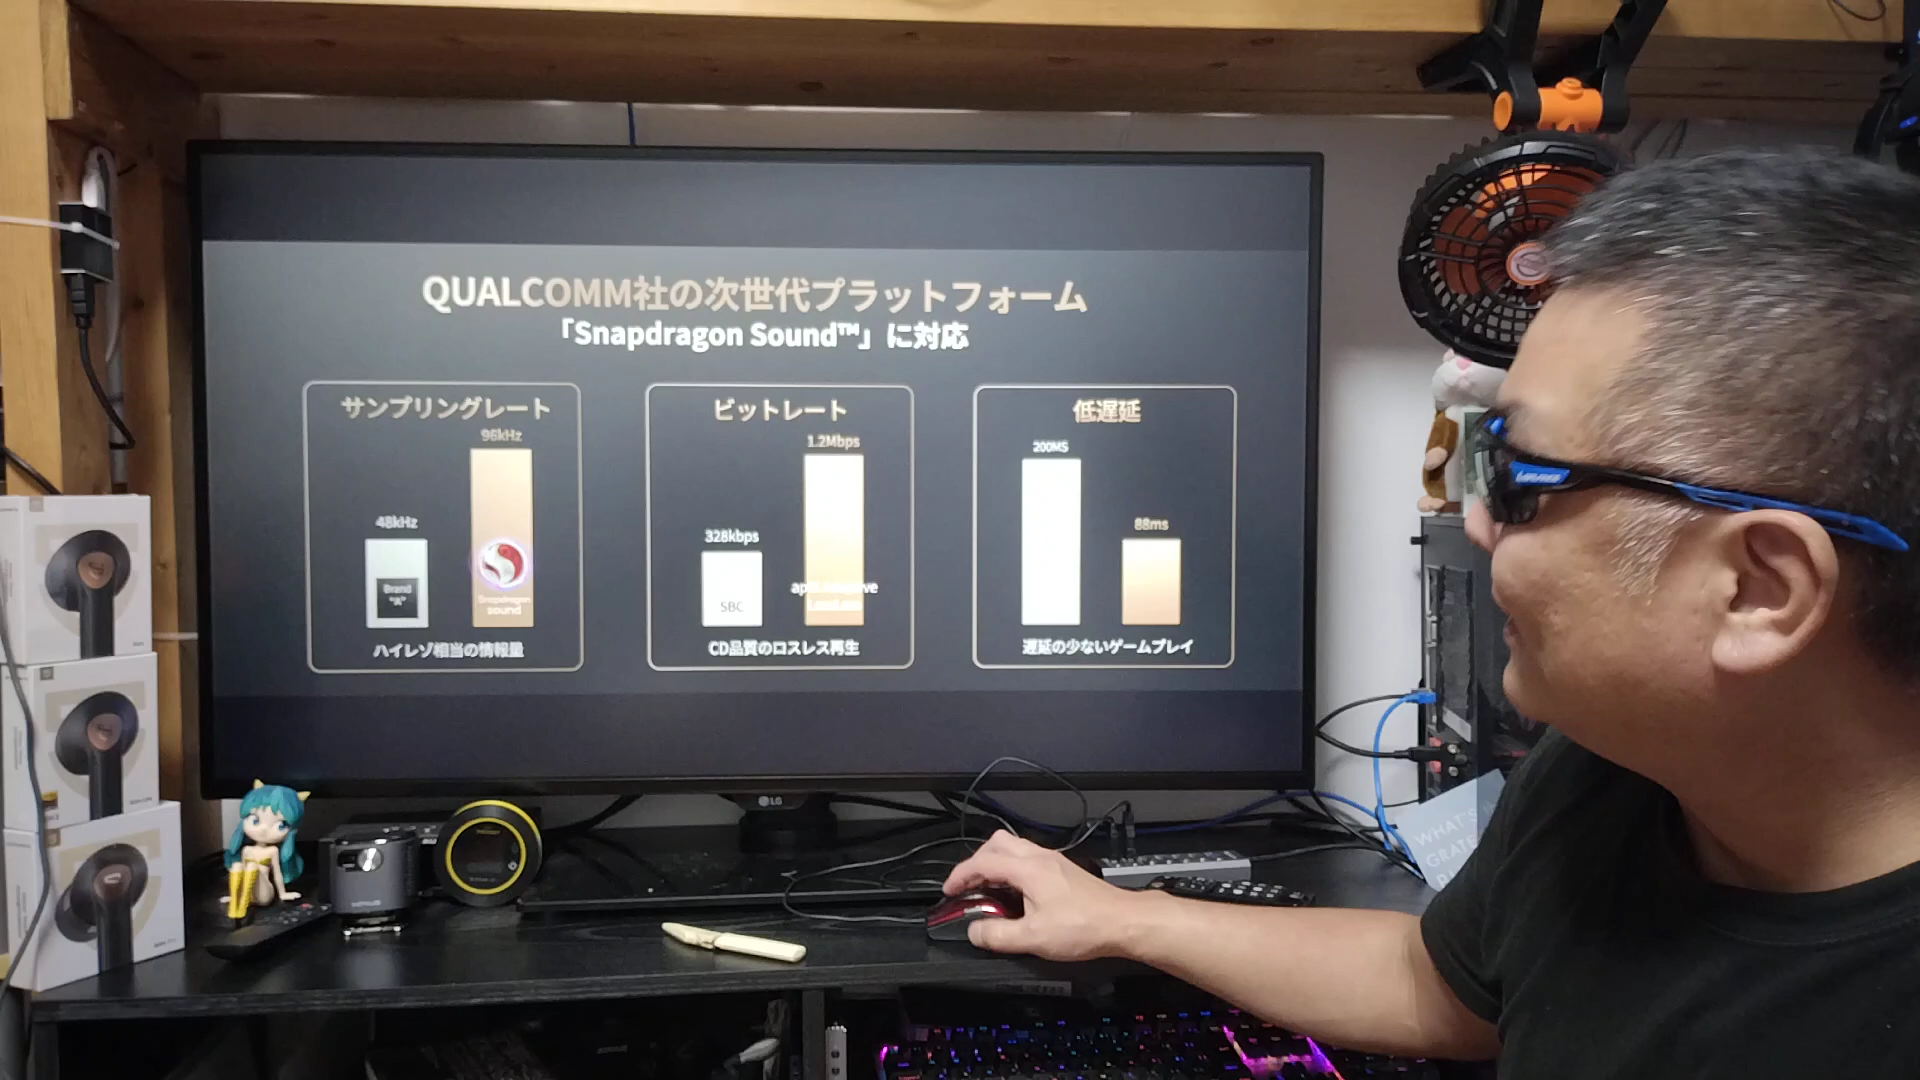 QUALCOMM社の次世代プラットフォーム
「Snapdragon Sound™」に対応
サンプリングレート
96kHz
48kHz
Brand
"A"
Snapdragon
sound
ハイレゾ相当の情報量
ビットレート
1.2Mbps
328kbps
SBC
CD品質のロスレス再生
低遅延
200MS
88ms
遅延の少ないゲームプレイ
LG
WHAT'S